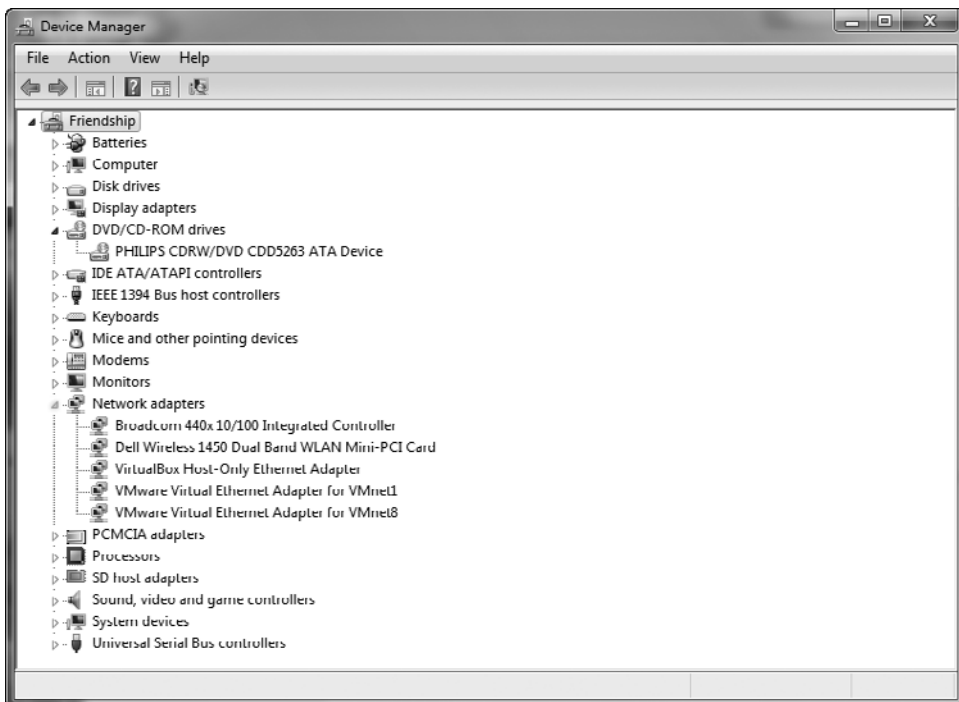 Device Manager
File Action View Help
Friendship
Batteries
Computer
Disk drives
Display adapters
DVD/CD-ROM drives
PHILIPS CDRW/DVD CDD5263 ATA Device
IDE ATA/ATAPI controllers
IEEE 1394 Bus host controllers
Keyboards
Mice and other pointing devices
Modems
Monitors
Network adapters
Broadcom 440x 10/100 Integrated Controller
Dell Wireless 1450 Dual Band WLAN Mini-PCI Card
VirtualBox Host-Only Ethernet Adapter
VMware Virtual Ethernet Adapter for VMnet1
VMware Virtual Ethernet Adapter for VMnet8
PCMCIA adapters
Processors
SD host adapters
Sound, video and game controllers
System devices
Universal Serial Bus controllers